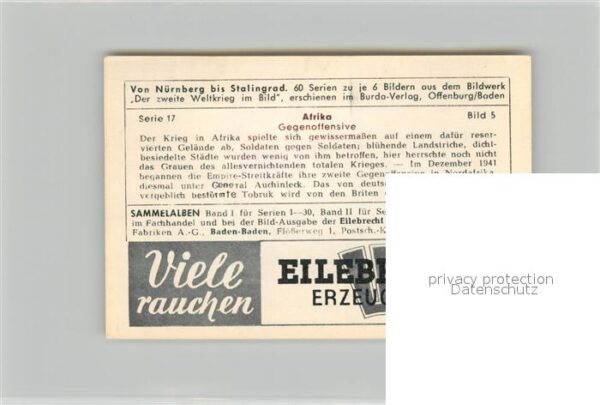 Von Nürnberg bis Stalingrad. 60 Serien zu je 6 Bildern aus dem Bildwerk
„Der zweite Weltkrieg im Bild", erschienen im Burda-Verlag, Offenburg/Baden
Serie 17 Afrika Bild 5
Gegenoffensive
Der Krieg in Afrika spielte sich gewissermaßen auf einem dafür reser-
vierten Gelände ab, Soldaten gegen Soldaten; blühende Landstriche, dicht-
besiedelte Städte wurden wenig von ihm betroffen, hier herrschte noch nicht
das Grauen des allesvernichtenden totalen Krieges. — Im Dezember 1941
begannen die Empire-Streitkräfte ihre zweite Gegenoffensive in Nordafrika
diesmal unter General Auchinleck. Das von
vergeblich bestürmte Tobruk wird von den Briten
SAMMELALBEN Band I für Serien 1—30, Band II für
im Fachhandel und bei der Bild-Ausgabe der Eilebrecht
Fabriken A.-G., Baden-Baden, Flößerweg 1,
Viele
rauchen
EILEB
ERZEU
privacy protection
Datenschutz